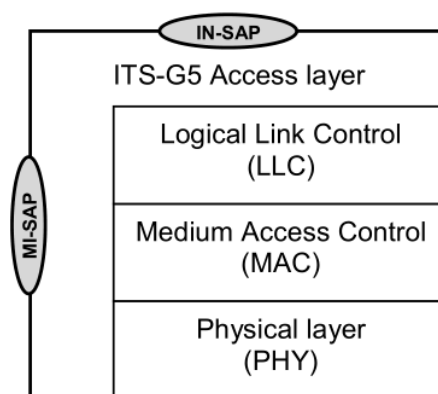 IN-SAP
ITS-G5 Access layer
Logical Link Control
(LLC)
MI-SAP
Medium Access Control
(MAC)
Physical layer
(PHY)